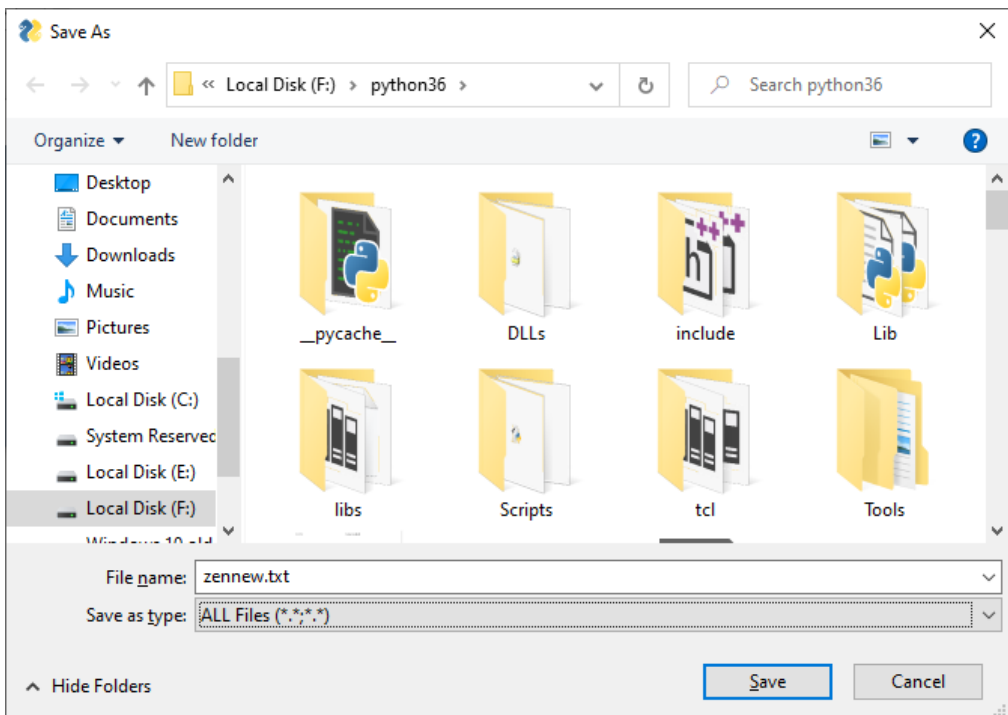 Save As
« Local Disk (F:) › python36 ›
Search python36
Organize
New folder
Desktop
Documents
Downloads
Music
Pictures
Videos
Local Disk (C:)
System Reserved
Local Disk (E:)
Local Disk (F:)
__pycache__
DLLs
include
Lib
libs
Scripts
tcl
Tools
File name: zennew.txt
Save as type: ALL Files (*.*;*.*)
Hide Folders
Save
Cancel